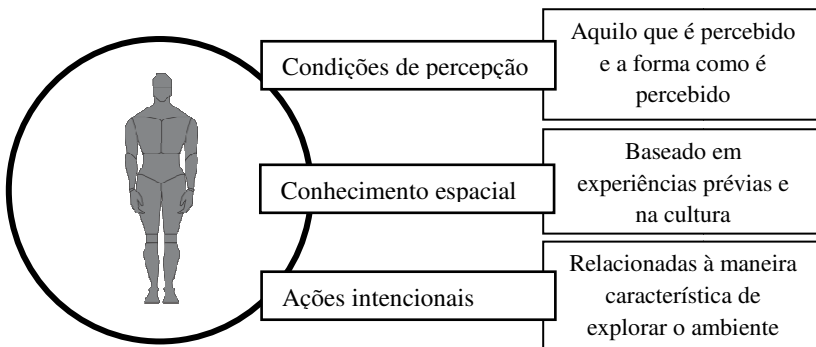 Condições de percepção
Aquilo que é percebido
e a forma como é
percebido
Conhecimento espacial
Baseado em
experiências prévias e
na cultura
Ações intencionais
Relacionadas à maneira
característica de
explorar o ambiente